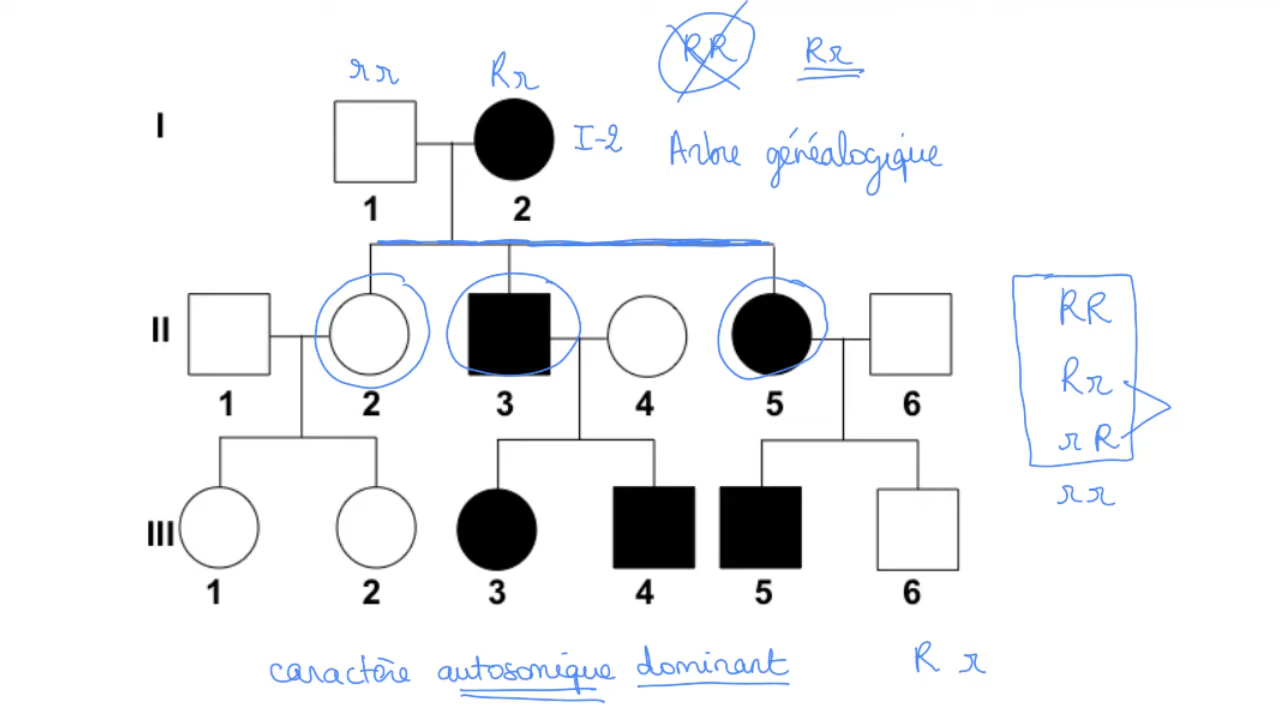 RR Rr
rr Rr
I
I-2 Arbre généalogique
1 2
RR
II
Rr
1 2 3 4 5 6
rR
rr
III
1 2 3 4 5 6
caractère autosomique dominant R r